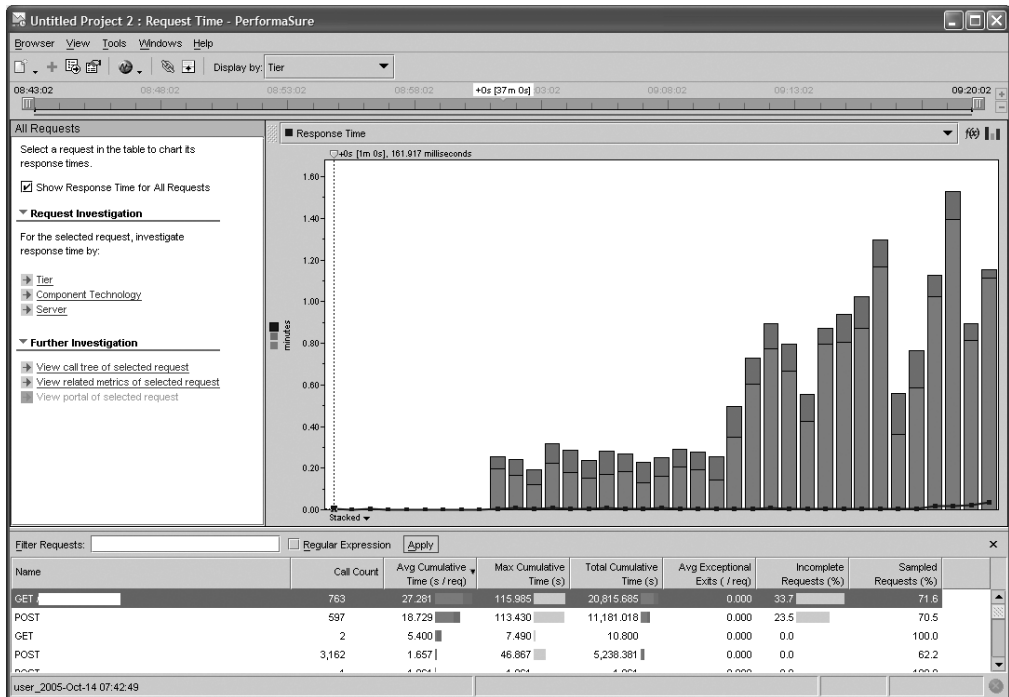 Untitled Project 2 : Request Time - PerformaSure
Browser View Tools Windows Help
Display by: Tier
08:43:02 08:48:02 08:53:02 08:58:02 +0s [37 m 0s] 03:02 09:08:02 09:13:02 09:20:02
All Requests
Select a request in the table to chart its
response times.
Show Response Time for All Requests
Request Investigation
For the selected request, investigate
response time by:
Tier
Component Technology
Server
Further Investigation
View call tree of selected request
View related metrics of selected request
View portal of selected request
Response Time
f(x)
+0s [1m 0s], 161.917 milliseconds
1.60
1.40
1.20
1.00
0.80
0.60
0.40
0.20
0.00
minutes
Stacked
Filter Requests: Regular Expression Apply
Name Call Count Avg Cumulative Time (s / req) Max Cumulative Time (s) Total Cumulative Time (s) Avg Exceptional Exits ( / req) Incomplete Requests (%) Sampled Requests (%)
GET / 763 27.281 115.985 20,815.685 0.000 33.7 71.6
POST 597 18.729 113.430 11,181.018 0.000 23.5 70.5
GET 2 5.400 7.490 10.800 0.000 0.0 100.0
POST 3,162 1.657 46.867 5,238.381 0.000 0.0 62.2
user_2005-Oct-14 07:42:49